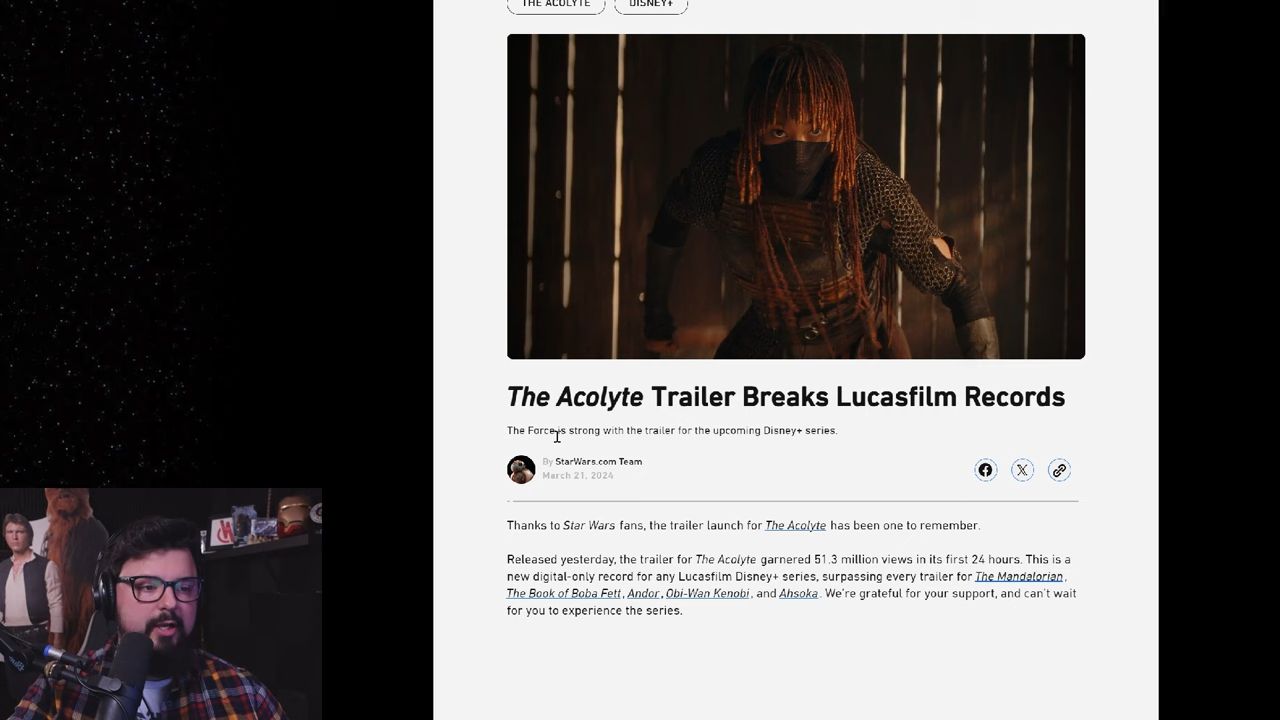 THE ACOLYTE
DISNEY+
The Acolyte Trailer Breaks Lucasfilm Records
The Force is strong with the trailer for the upcoming Disney+ series.
By StarWars.com Team
March 21, 2024
Thanks to Star Wars fans, the trailer launch for The Acolyte has been one to remember.
Released yesterday, the trailer for The Acolyte garnered 51.3 million views in its first 24 hours. This is a
new digital-only record for any Lucasfilm Disney+ series, surpassing every trailer for The Mandalorian,
The Book of Boba Fett, Andor, Obi-Wan Kenobi, and Ahsoka. We're grateful for your support, and can't wait
for you to experience the series.